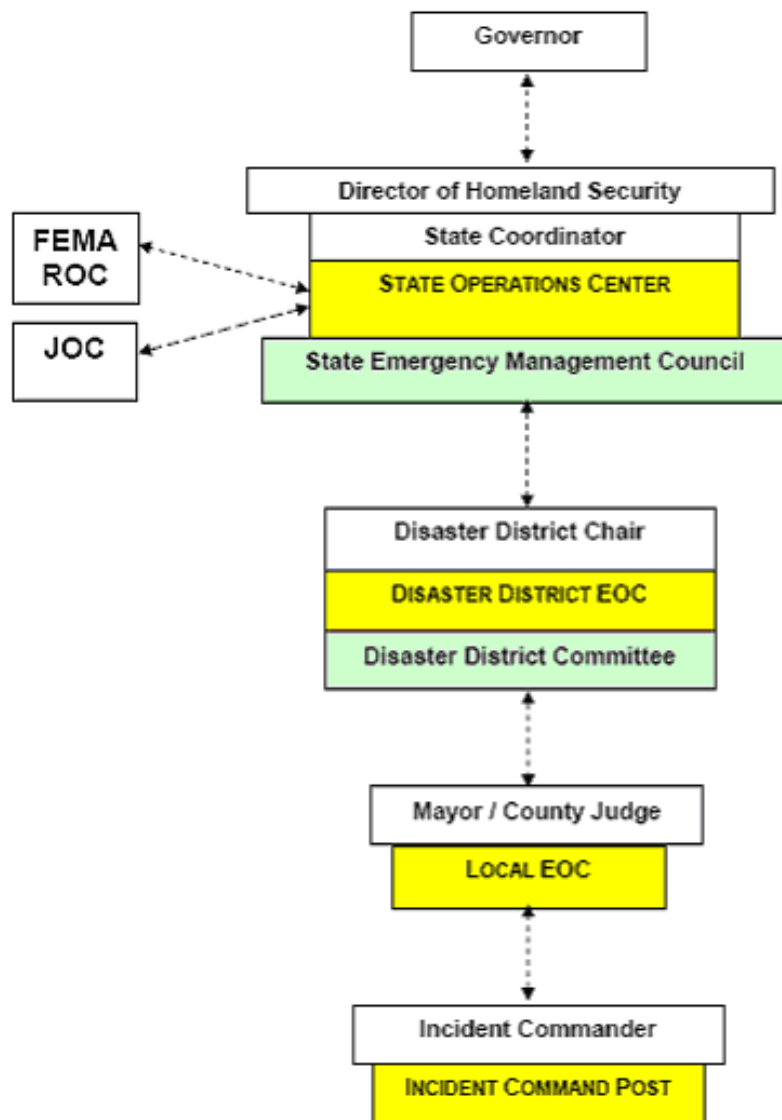 Governor
Director of Homeland Security
State Coordinator
STATE OPERATIONS CENTER
State Emergency Management Council
FEMA
ROC
JOC
Disaster District Chair
DISASTER DISTRICT EOC
Disaster District Committee
Mayor / County Judge
LOCAL EOC
Incident Commander
INCIDENT COMMAND POST